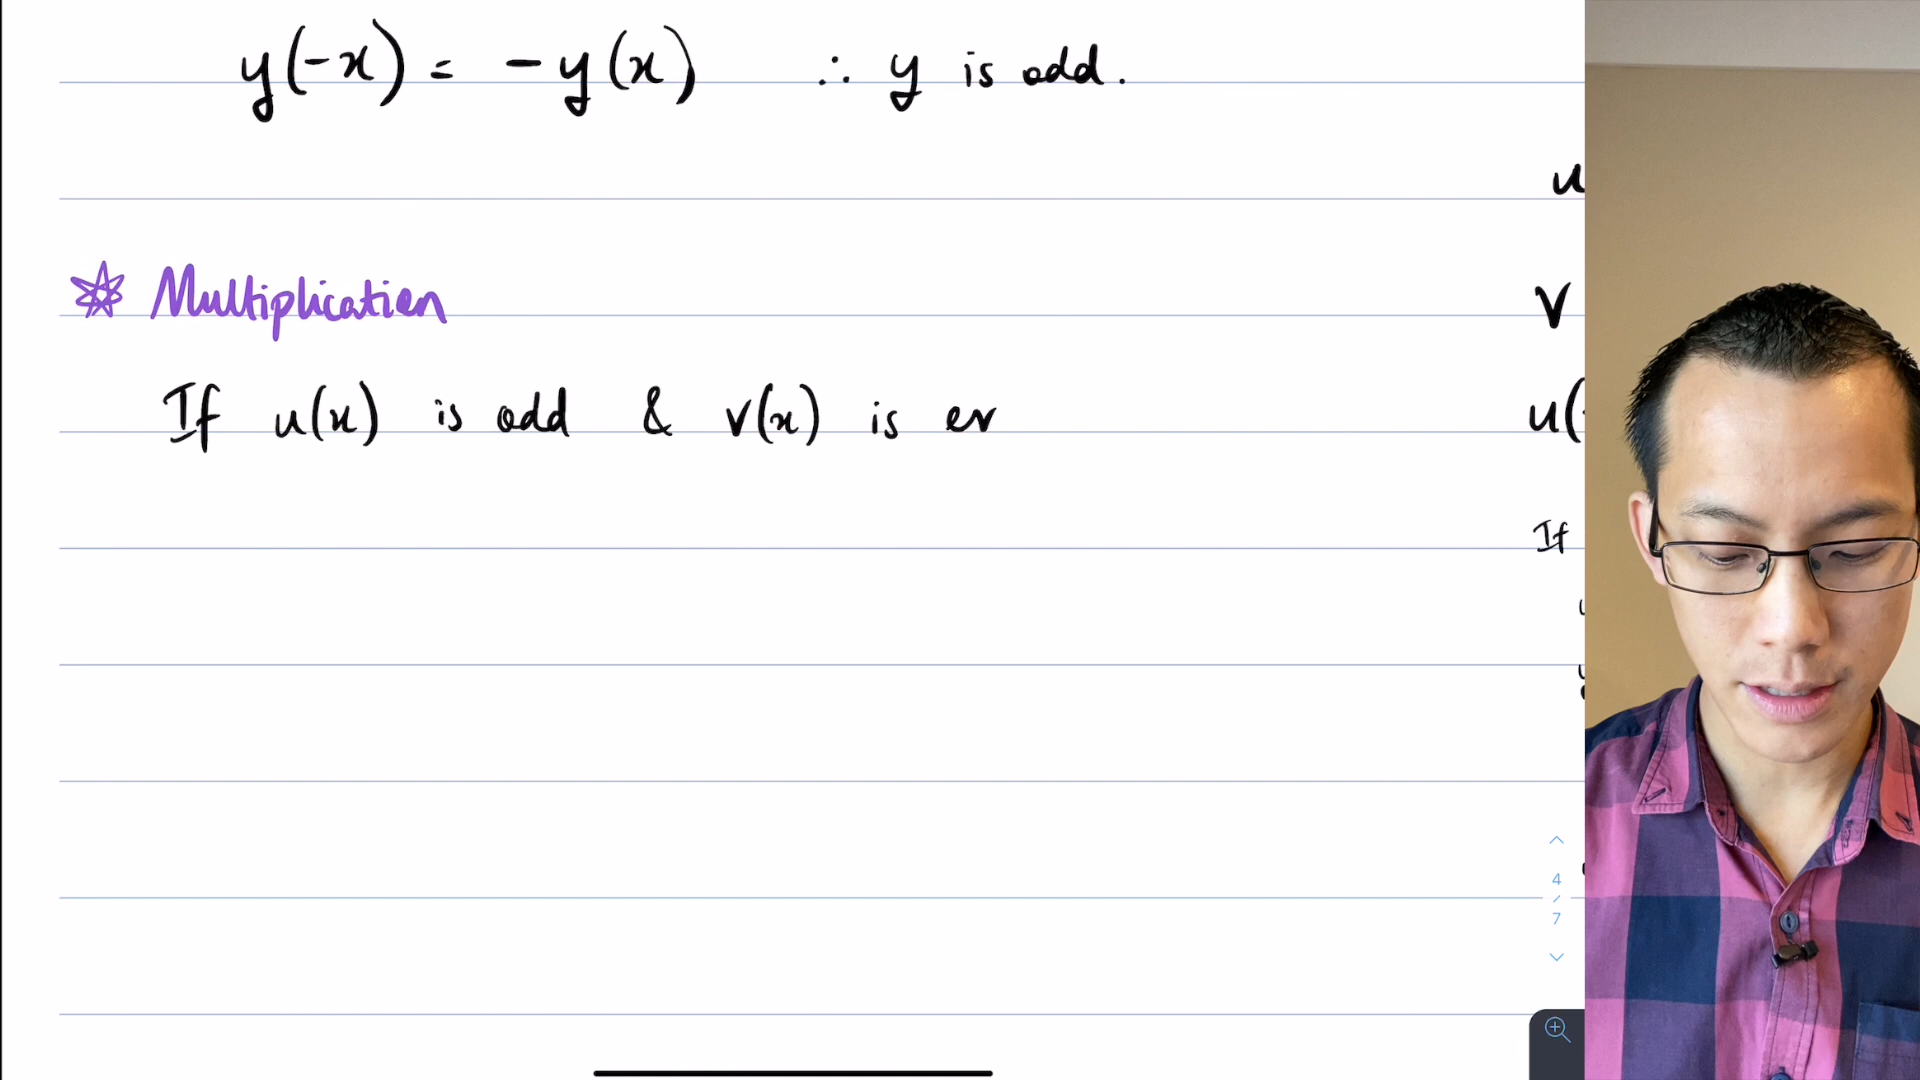 y(-x) = -y(x) ∴ y is odd.
u
✡ Multiplication
v
If u(x) is odd & v(x) is ev
u(
If
4
/
7